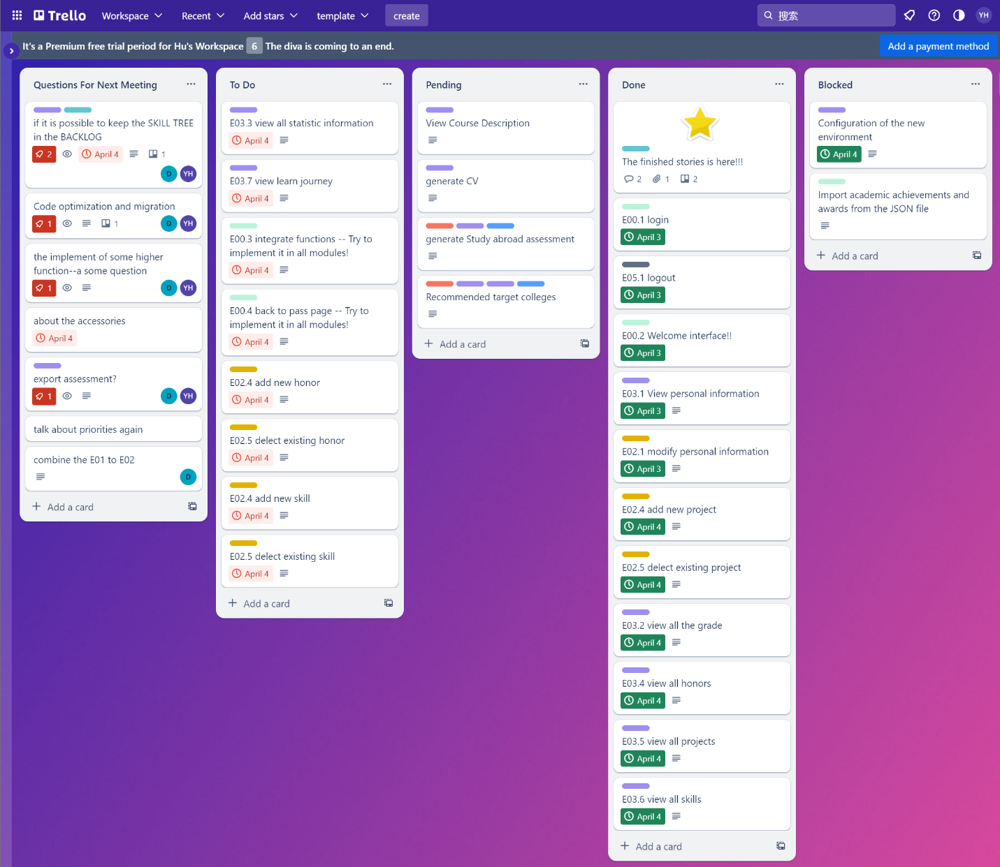 Trello Workspace Recent Add stars template create 搜索 YH
It's a Premium free trial period for Hu's Workspace 6 The diva is coming to an end. Add a payment method
Questions For Next Meeting
if it is possible to keep the SKILL TREE
in the BACKLOG
2 April 4 1
D YH
Code optimization and migration
1 1 D YH
the implement of some higher
function--a some question
1 D YH
about the accessories
April 4
export assessment?
1 D YH
talk about priorities again
combine the E01 to E02
D
Add a card
To Do
E03.3 view all statistic information
April 4
E03.7 view learn journey
April 4
E00.3 integrate functions -- Try to
implement it in all modules!
April 4
E00.4 back to pass page -- Try to
implement it in all modules!
April 4
E02.4 add new honor
April 4
E02.5 delect existing honor
April 4
E02.4 add new skill
April 4
E02.5 delect existing skill
April 4
Add a card
Pending
View Course Description
generate CV
generate Study abroad assessment
Recommended target colleges
Add a card
Done
The finished stories is here!!!
2 1 2
E00.1 login
April 3
E05.1 logout
April 3
E00.2 Welcome interface!!
April 3
E03.1 View personal information
April 3
E02.1 modify personal information
April 3
E02.4 add new project
April 4
E02.5 delect existing project
April 4
E03.2 view all the grade
April 4
E03.4 view all honors
April 4
E03.5 view all projects
April 4
E03.6 view all skills
April 4
Add a card
Blocked
Configuration of the new
environment
April 4
Import academic achievements and
awards from the JSON file
Add a card